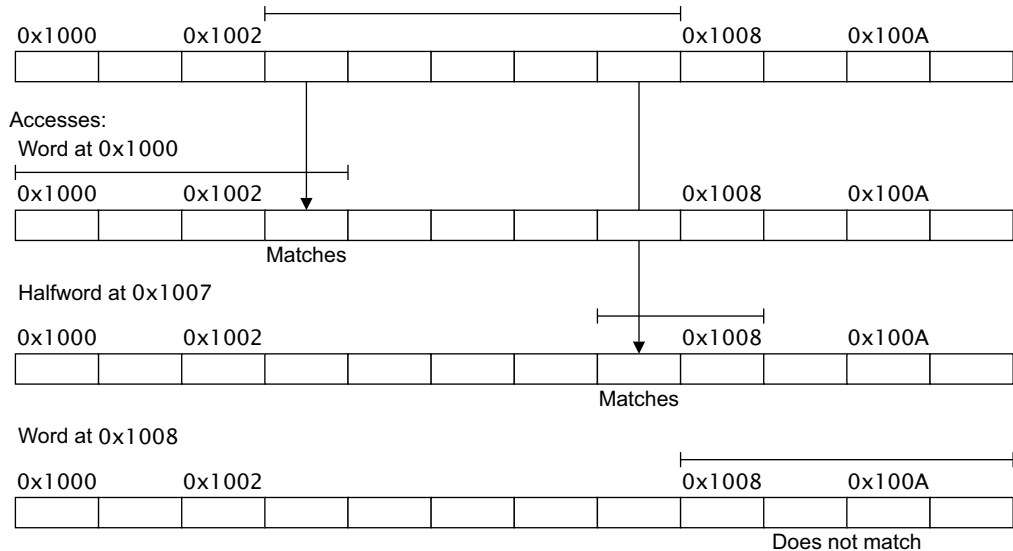 0x1000 0x1002 0x1008 0x100A
Accesses:
Word at 0x1000
0x1000 0x1002 0x1008 0x100A
Matches
Halfword at 0x1007
0x1000 0x1002 0x1008 0x100A
Matches
Word at 0x1008
0x1000 0x1002 0x1008 0x100A
Does not match